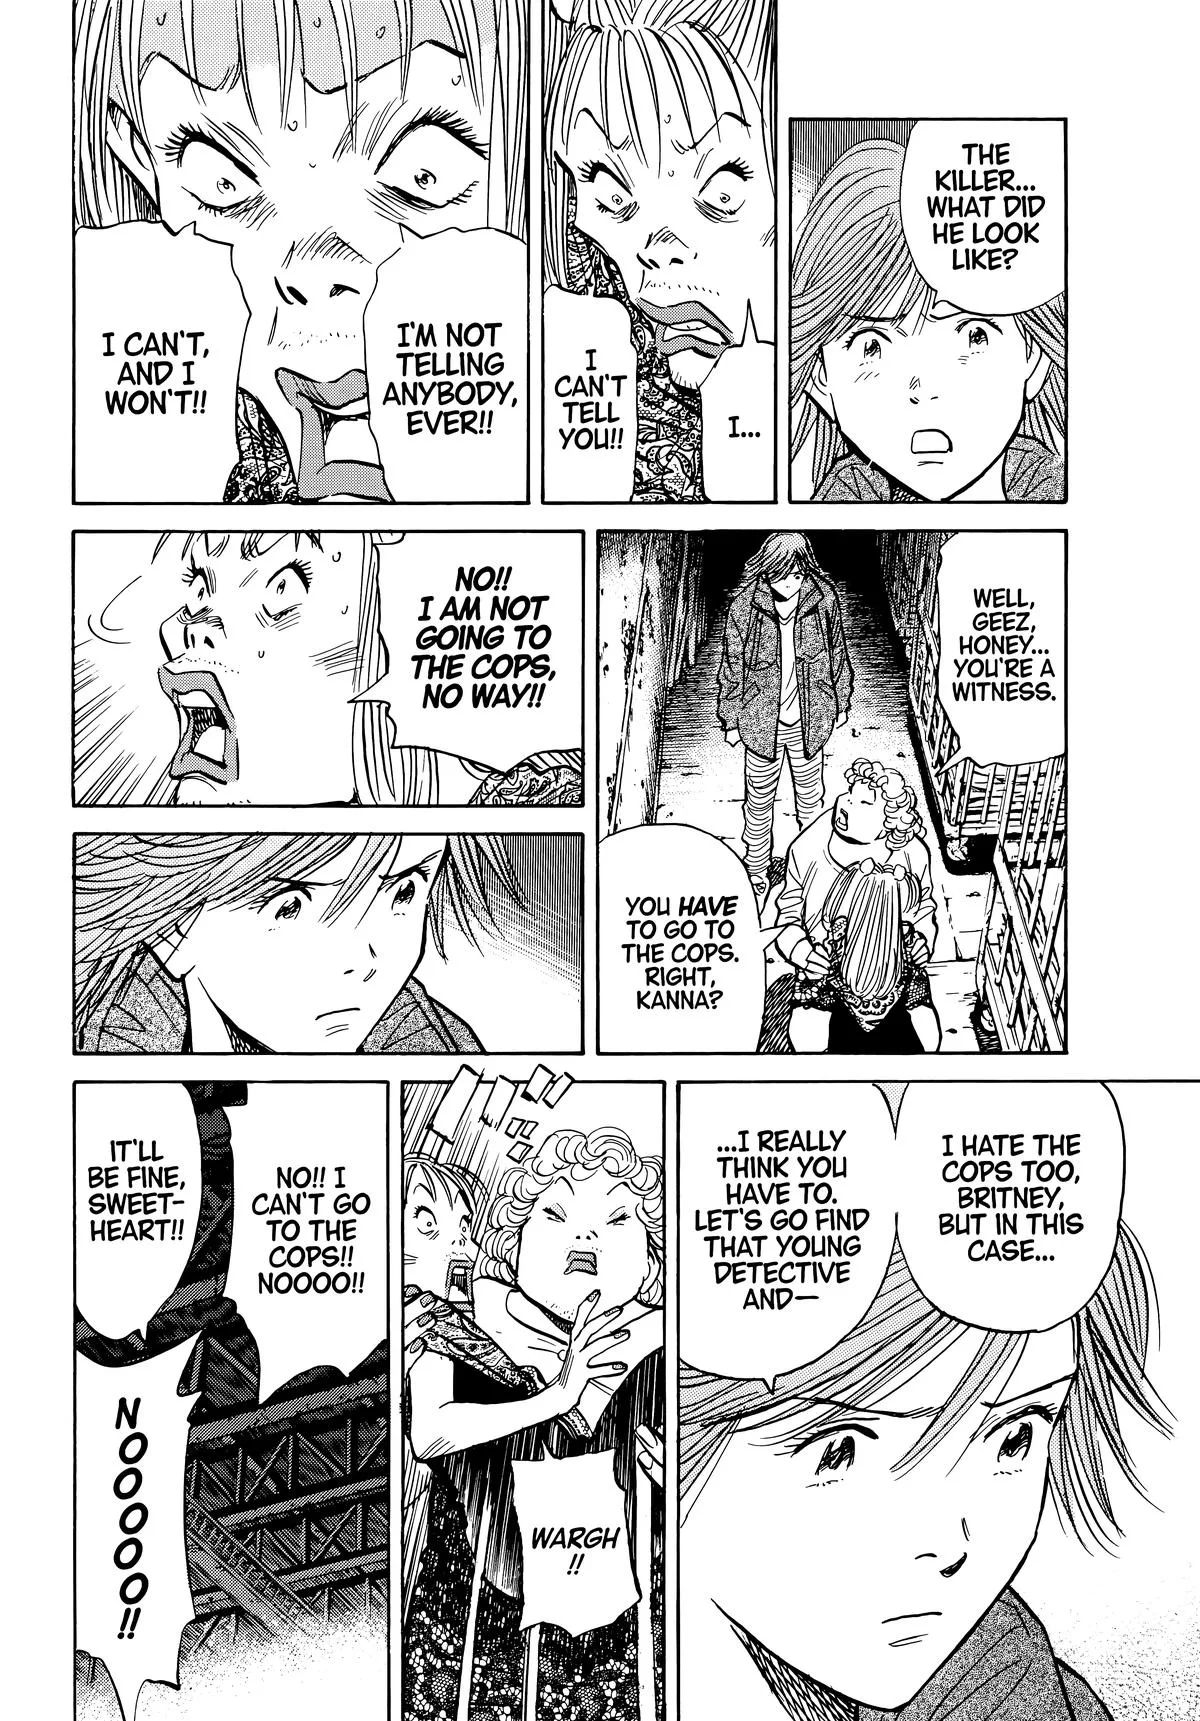 THE
KILLER...
WHAT DID
HE LOOK
LIKE?
I...
I
CAN'T
TELL
YOU!!
I'M NOT
TELLING
ANYBODY,
EVER!!
I CAN'T,
AND I
WON'T!!
WELL,
GEEZ,
HONEY...
YOU'RE A
WITNESS.
YOU HAVE
TO GO TO
THE COPS.
RIGHT,
KANNA?
NO!!
I AM NOT
GOING TO
THE COPS,
NO WAY!!
I HATE THE
COPS TOO,
BRITNEY,
BUT IN THIS
CASE...
...I REALLY
THINK YOU
HAVE TO.
LET'S GO FIND
THAT YOUNG
DETECTIVE
AND—
WARGH
!!
NO!! I
CAN'T GO
TO THE
COPS!!
NOOOO!!
IT'LL
BE FINE,
SWEET-
HEART!!
NOOOOO!!